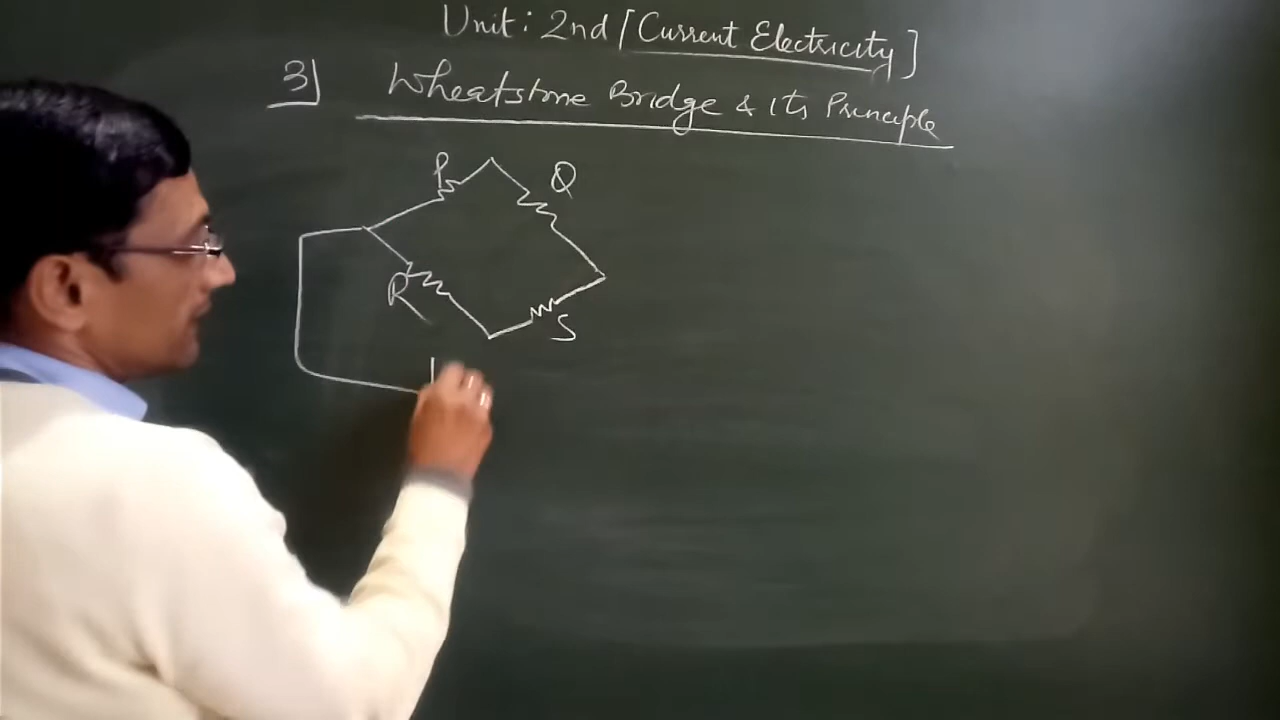 Unit: 2nd [Current Electricity]
3] Wheatstone Bridge & its Principle
P Q
R S